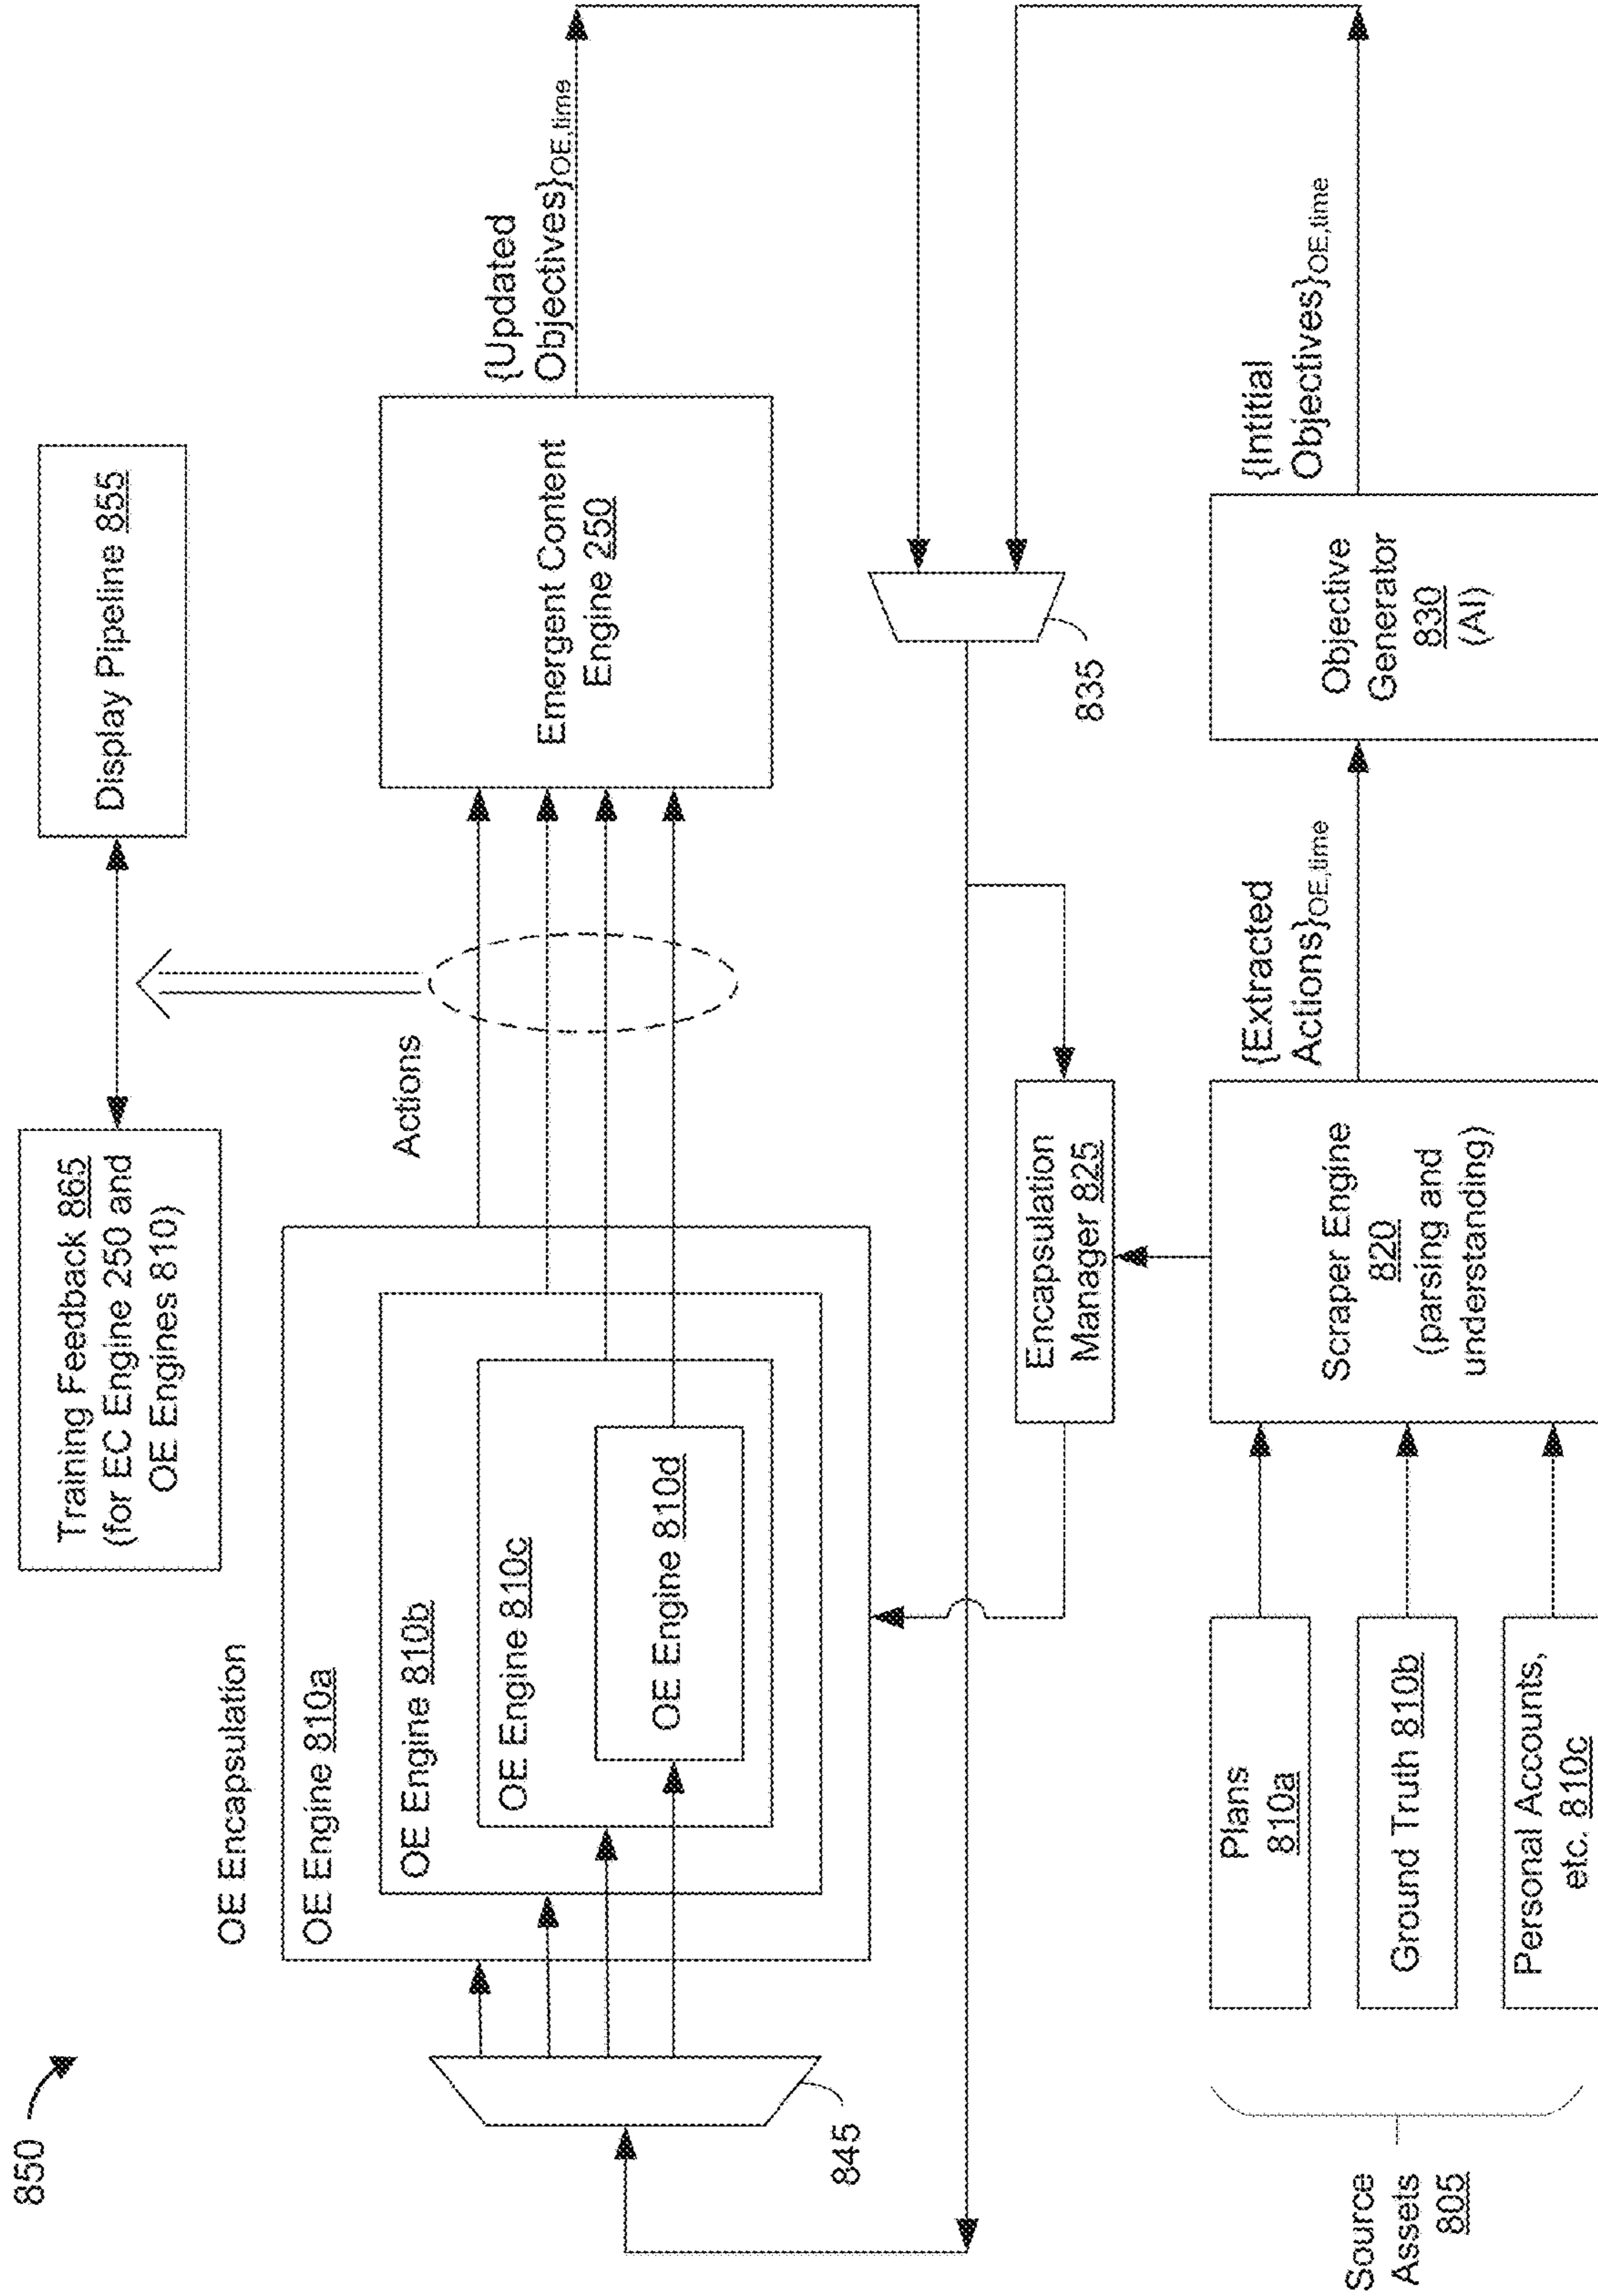 850
Training Feedback 865
(for EC Engine 250 and
OE Engines 810)
Display Pipeline 855
OE Encapsulation
OE Engine 810a
OE Engine 810b
OE Engine 810c
OE Engine 810d
Actions
Emergent Content
Engine 250
{Updated
Objectives}OE,time
845
835
Encapsulation
Manager 825
Source
Assets
805
Plans
810a
Ground Truth 810b
Personal Accounts,
etc. 810c
Scraper Engine
820
(parsing and
understanding)
{Extracted
Actions}OE,time
Objective
Generator
830
(AI)
{Intitial
Objectives}OE,time